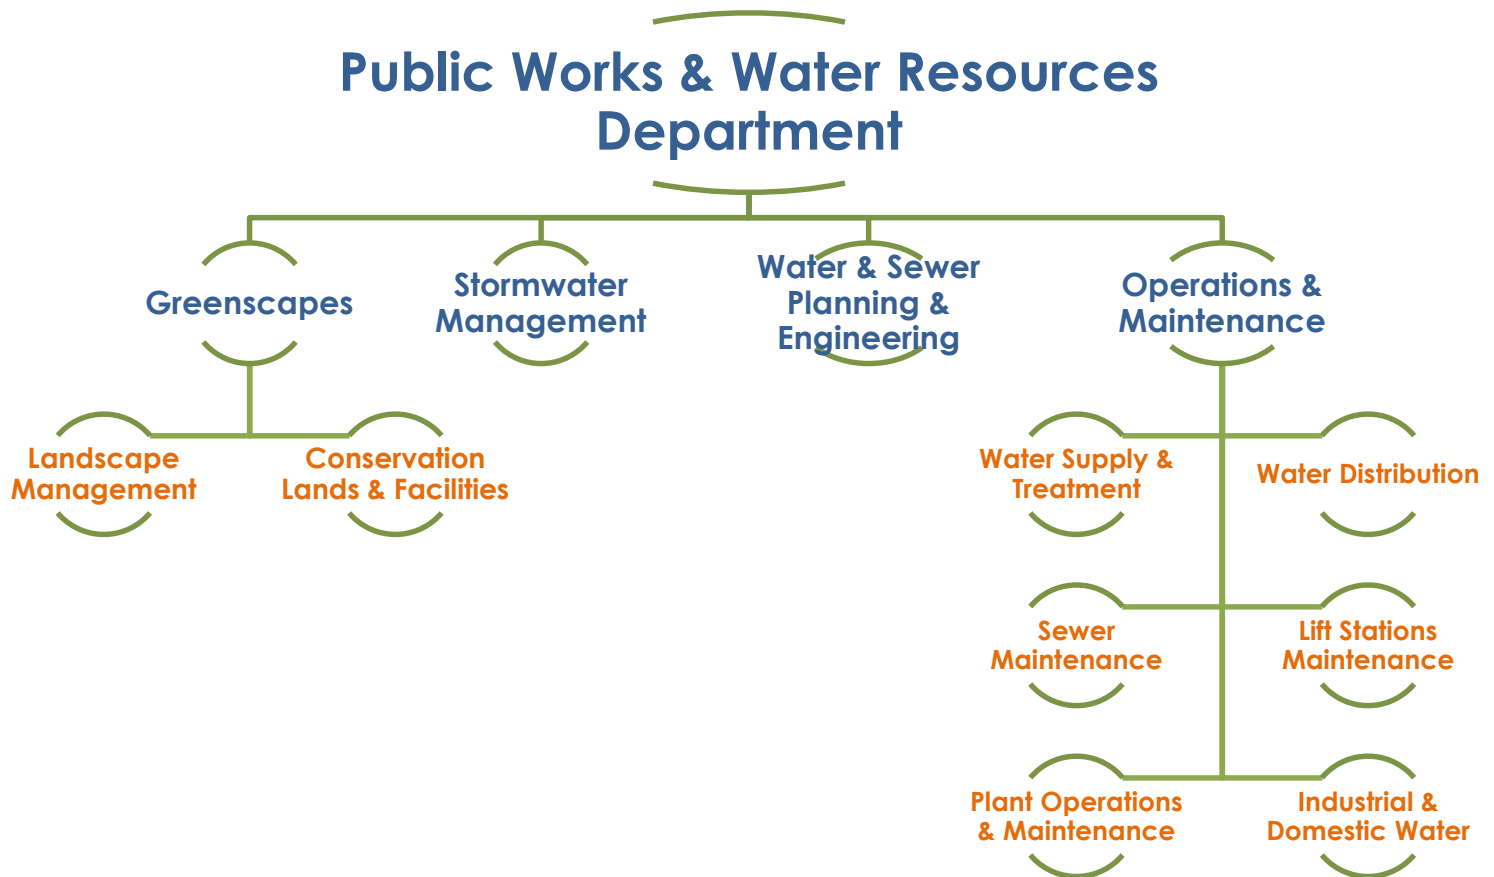 Public Works & Water Resources
Department
Greenscapes
Stormwater
Management
Water & Sewer
Planning &
Engineering
Operations &
Maintenance
Landscape
Management
Conservation
Lands & Facilities
Water Supply &
Treatment
Water Distribution
Sewer
Maintenance
Lift Stations
Maintenance
Plant Operations
& Maintenance
Industrial &
Domestic Water